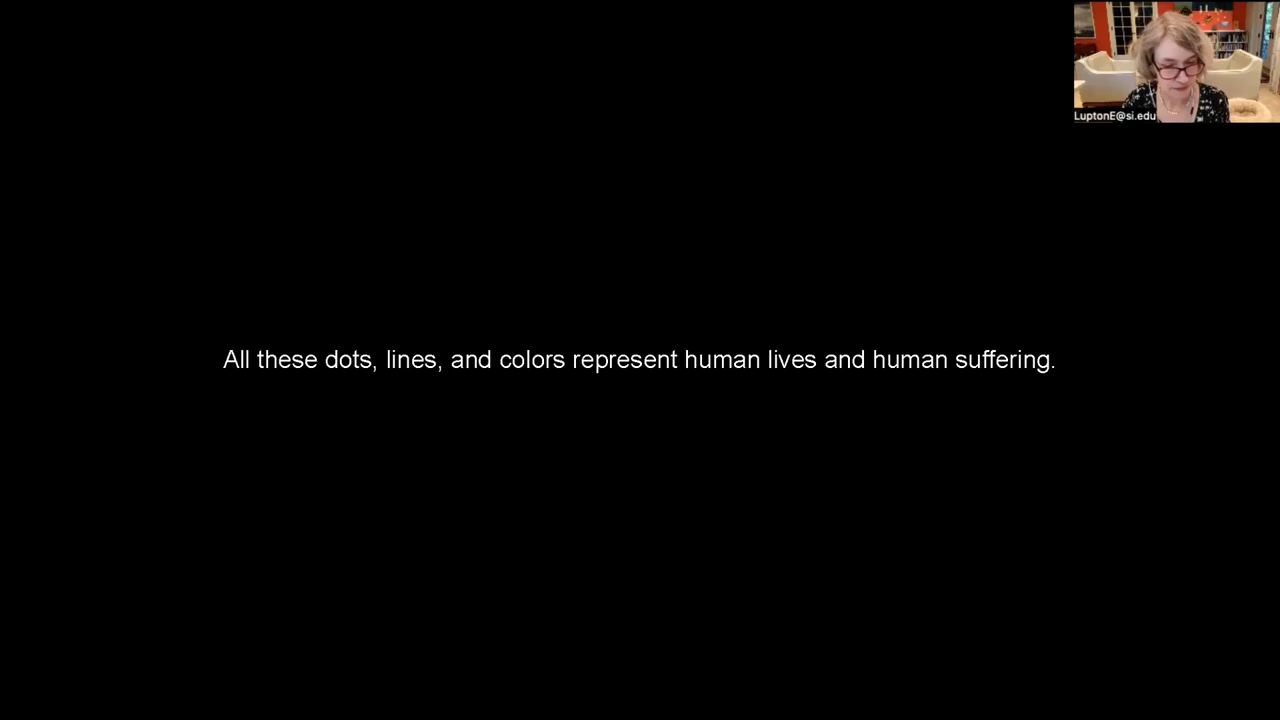 LuptonE@si.edu
All these dots, lines, and colors represent human lives and human suffering.